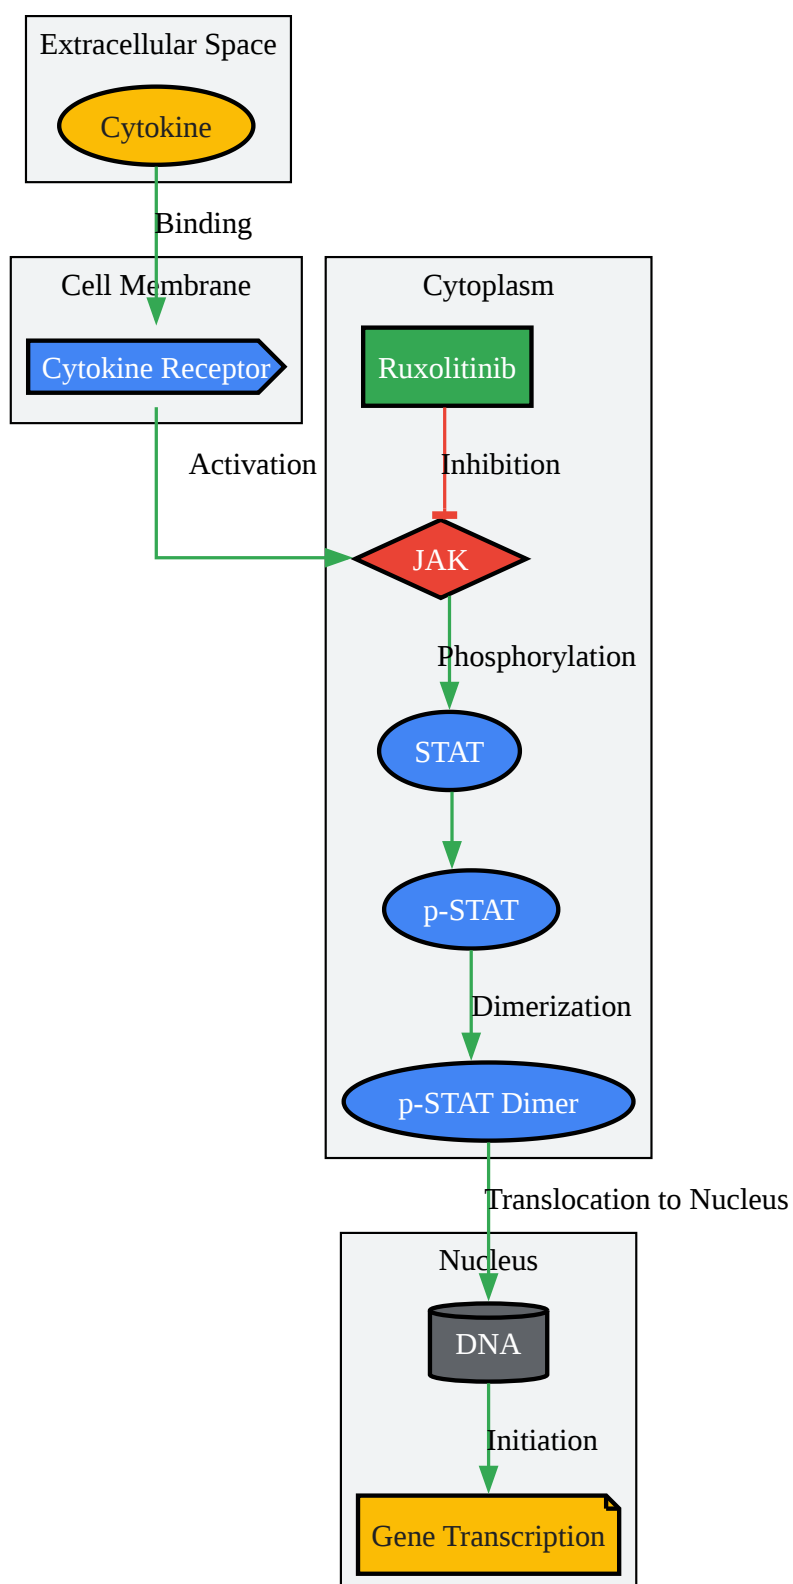 Extracellular Space
Cytokine
Binding
Cell Membrane
Cytokine Receptor
Activation
Cytoplasm
Ruxolitinib
Inhibition
JAK
Phosphorylation
STAT
p-STAT
Dimerization
p-STAT Dimer
Translocation to Nucleus
Nucleus
DNA
Initiation
Gene Transcription